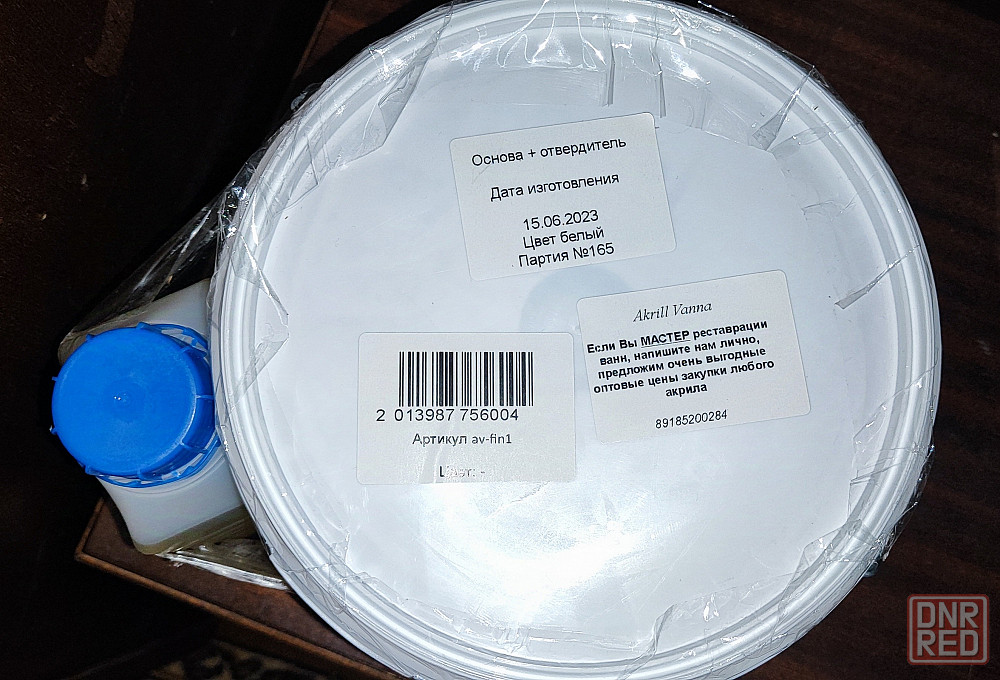 Основа + отвердитель
Дата изготовления
15.06.2023
Цвет белый
Партия №165
Akrill Vanna
Если Вы МАСТЕР реставрации
ванн, напишите нам лично,
предложим очень выгодные
оптовые цены закупки любого
акрила
89185200284
2 013987 756004
Артикул av-fin1
Цвет: -
DNR
RED